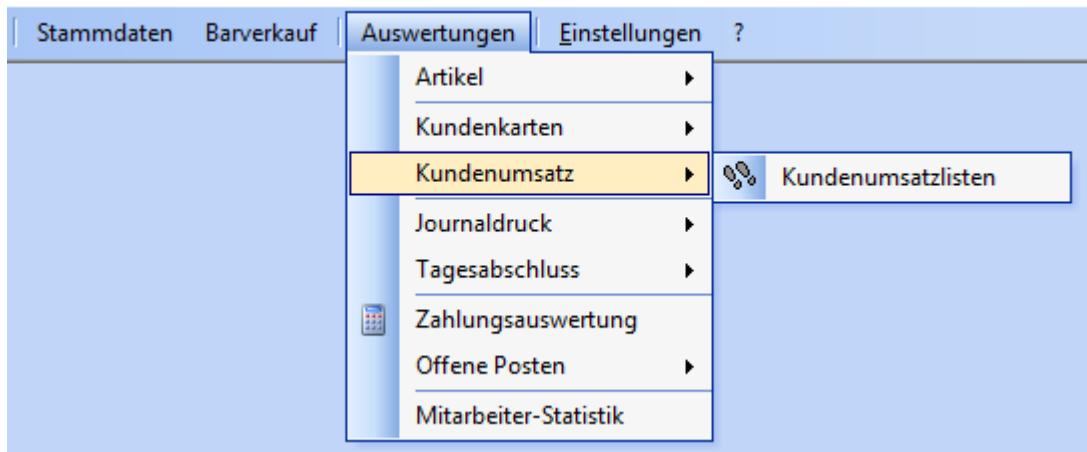 Stammdaten Barverkauf Auswertungen Einstellungen ?
Artikel
Kundenkarten
Kundenumsatz Kundenumsatzlisten
Journaldruck
Tagesabschluss
Zahlungsauswertung
Offene Posten
Mitarbeiter-Statistik